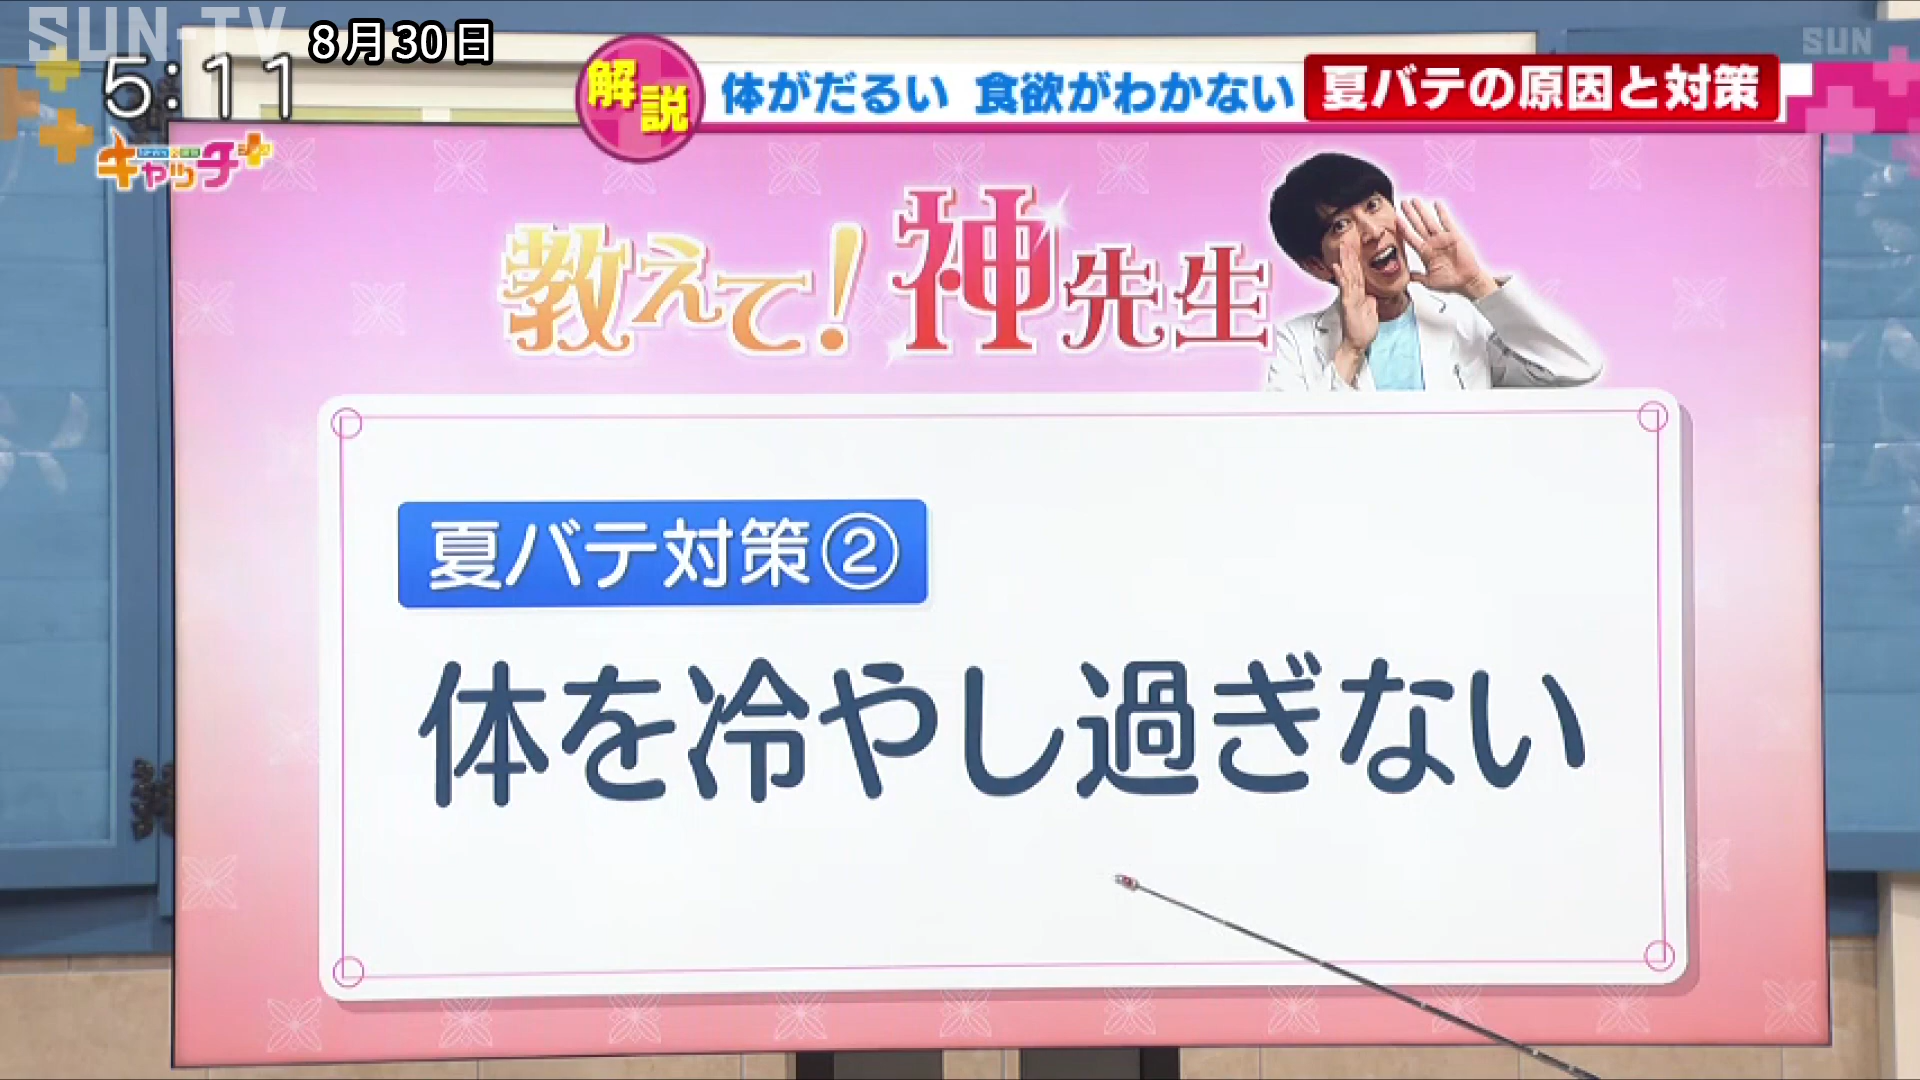 SUN-TV
8月30日
SUN
5:11
解説
体がだるい 食欲がわかない
夏バテの原因と対策
キャッチ+
教えて!神先生
夏バテ対策②
体を冷やし過ぎない